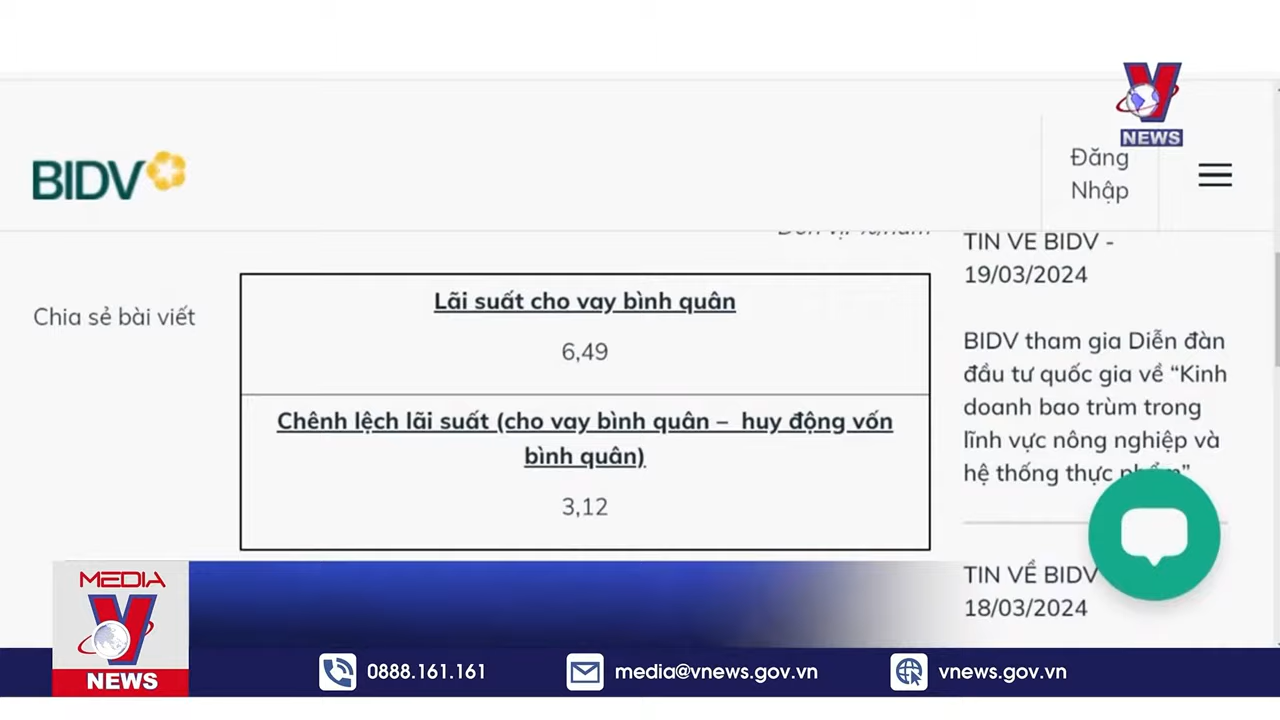 NEWS
BIDV
Đăng
Nhập
Đơn vị: %/năm
TIN VỀ BIDV -
19/03/2024
Chia sẻ bài viết
Lãi suất cho vay bình quân
6,49
Chênh lệch lãi suất (cho vay bình quân – huy động vốn
bình quân)
3,12
BIDV tham gia Diễn đàn
đầu tư quốc gia về “Kinh
doanh bao trùm trong
lĩnh vực nông nghiệp và
hệ thống thực phẩm”
TIN VỀ BIDV
18/03/2024
MEDIA
V
NEWS
0888.161.161
media@vnews.gov.vn
vnews.gov.vn